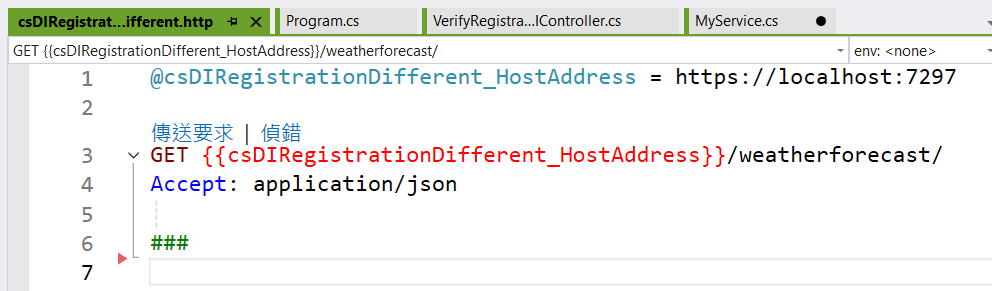 csDIRegistrat...ifferent.http
Program.cs
VerifyRegistra...IController.cs
MyService.cs
GET {{csDIRegistrationDifferent_HostAddress}}/weatherforecast/
env: <none>
1 @csDIRegistrationDifferent_HostAddress = https://localhost:7297
2
傳送要求 | 偵錯
3 GET {{csDIRegistrationDifferent_HostAddress}}/weatherforecast/
4 Accept: application/json
5
6 ###
7